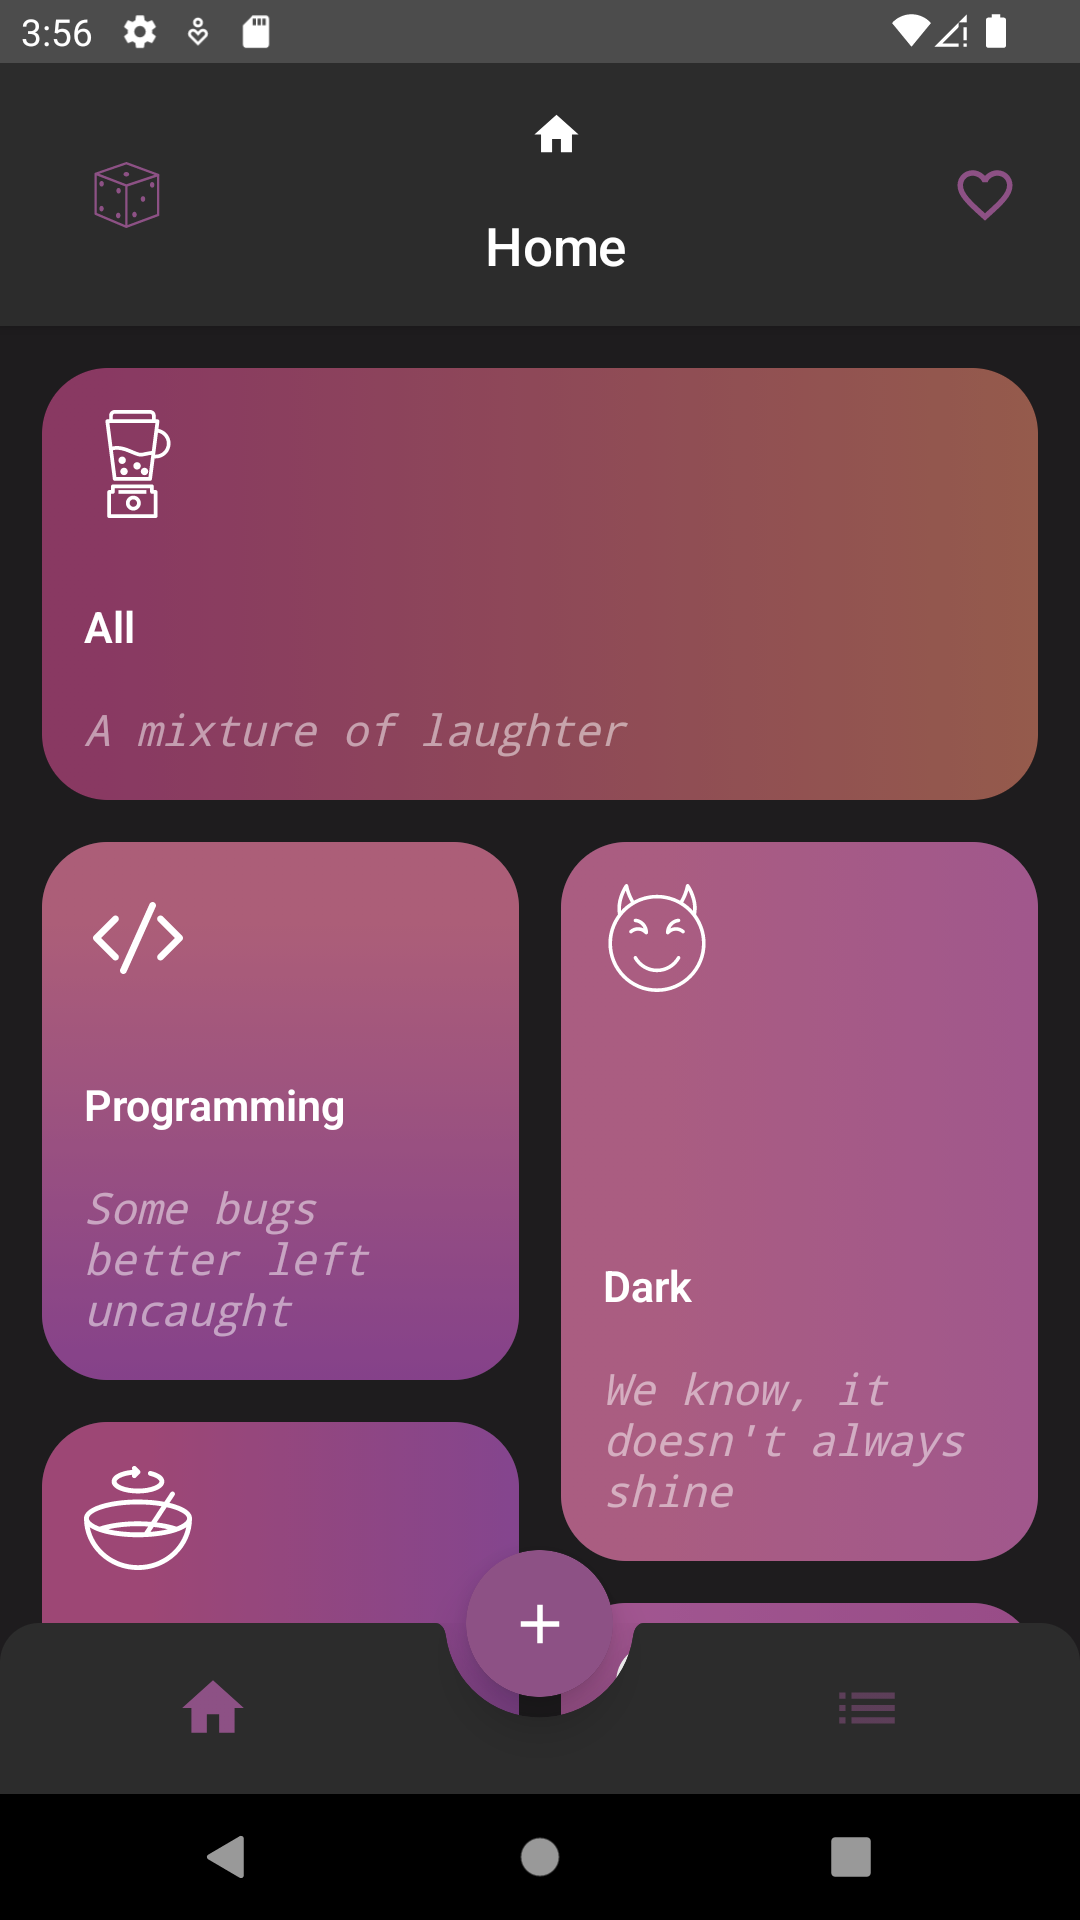 3:56
Home
All
A mixture of laughter
Programming
Some bugs
better left
uncaught
Dark
We know, it
doesn't always
shine